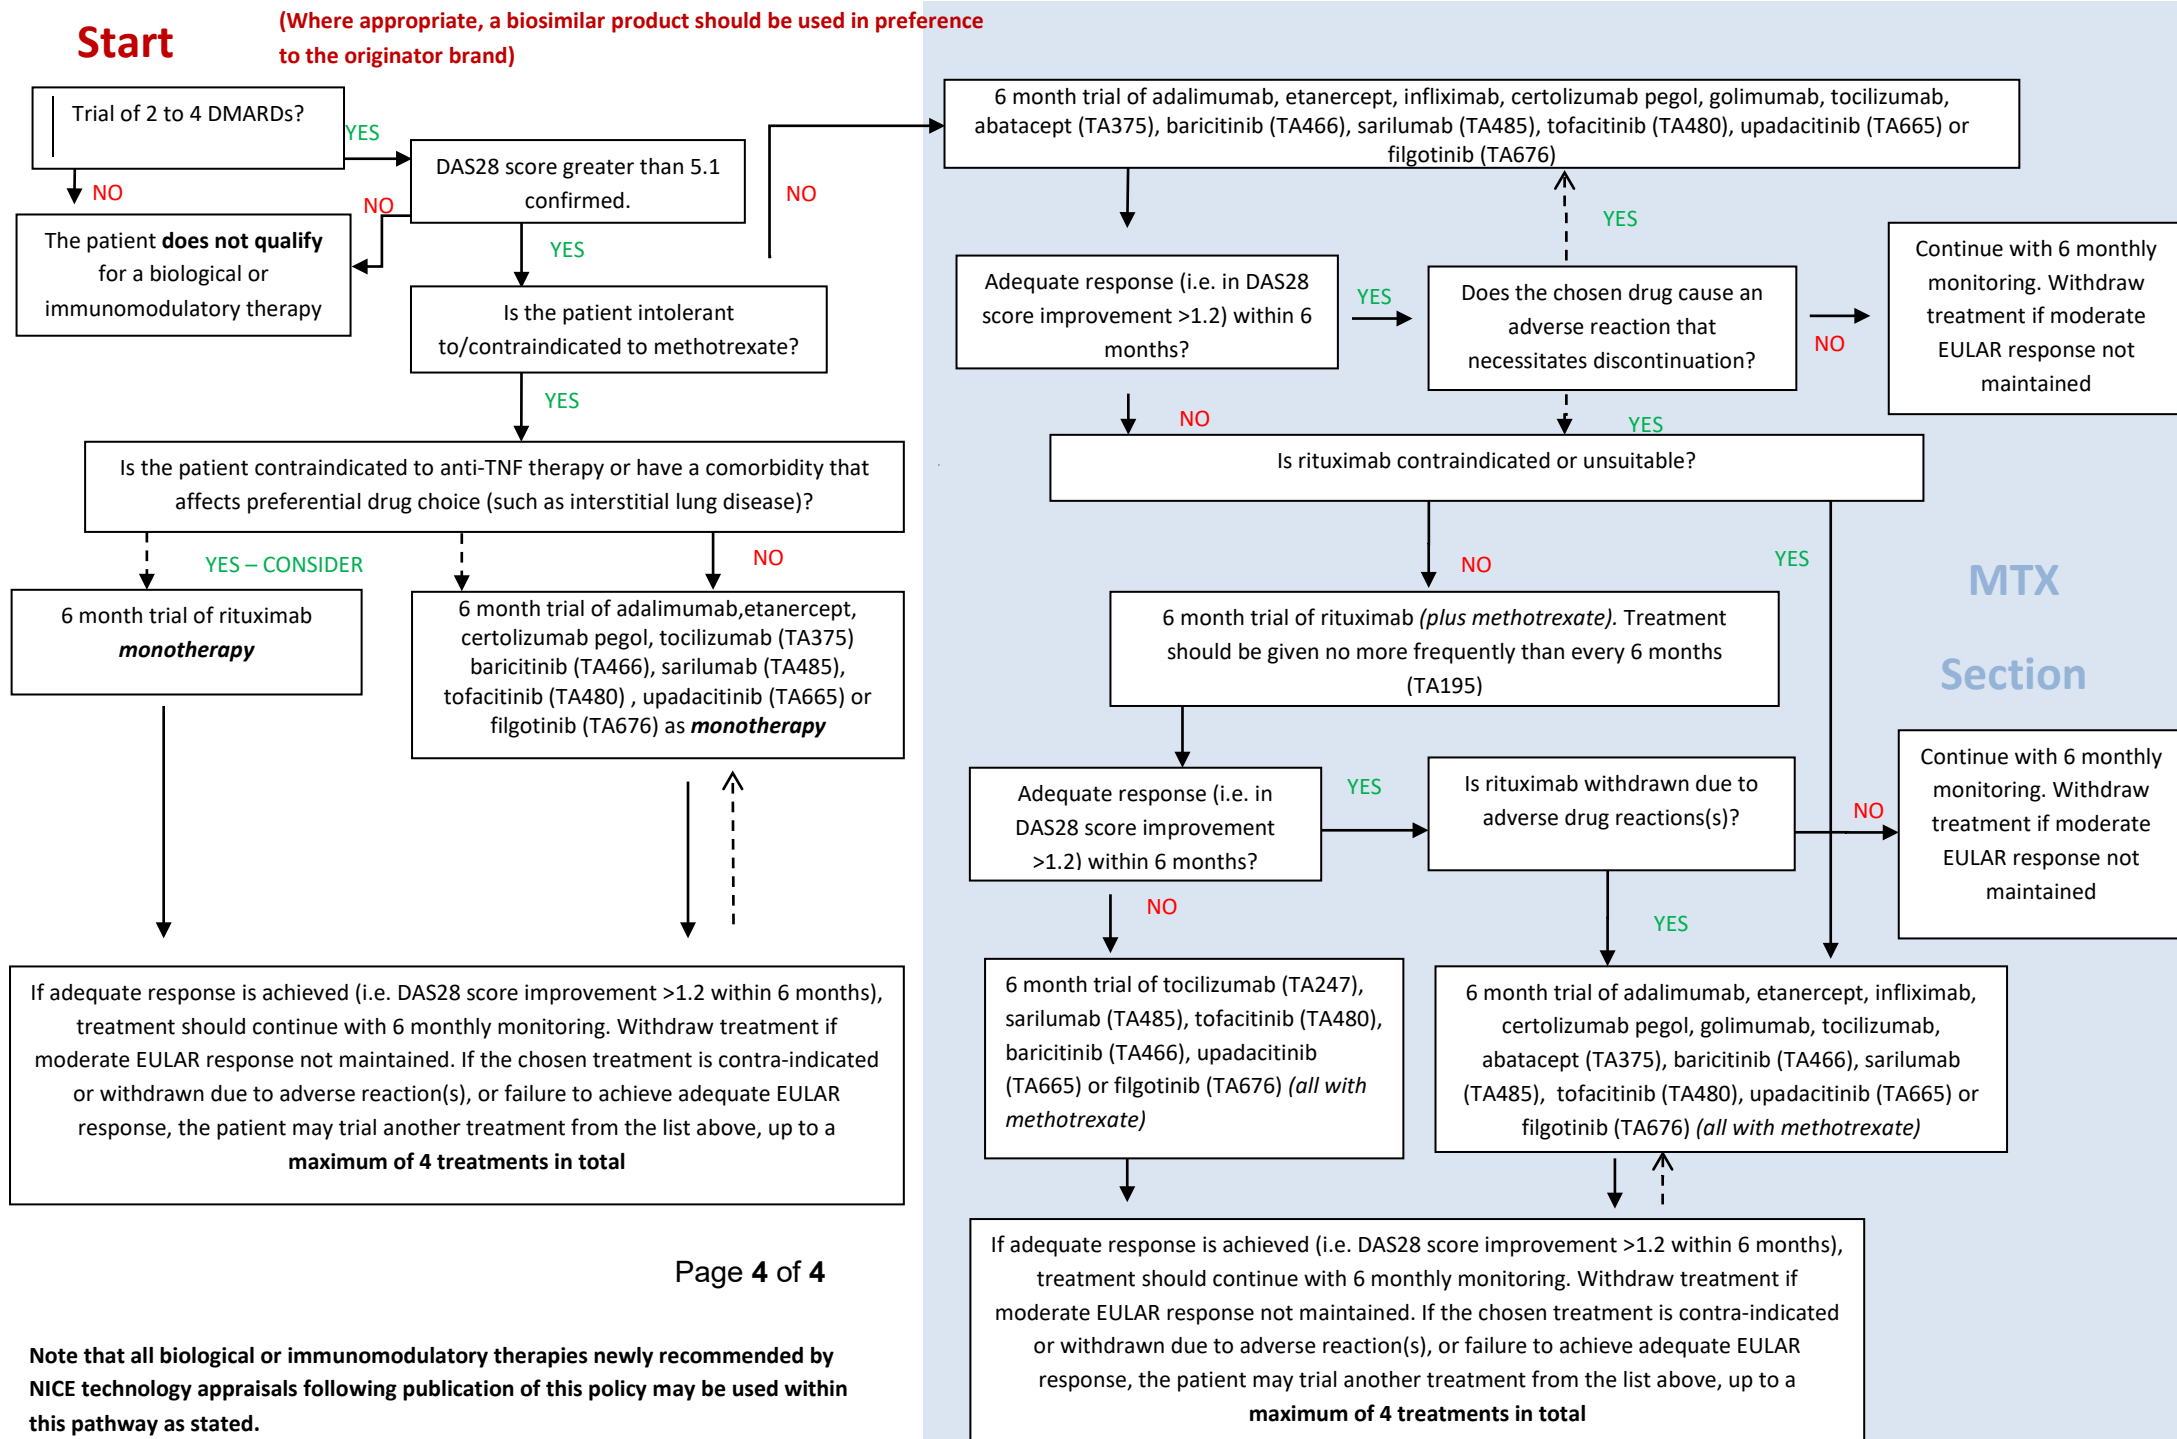 Start
(Where appropriate, a biosimilar product should be used in preference
to the originator brand)
Trial of 2 to 4 DMARDs?
YES
NO
DAS28 score greater than 5.1
confirmed.
NO
YES
The patient does not qualify
for a biological or
immunomodulatory therapy
Is the patient intolerant
to/contraindicated to methotrexate?
NO
YES
Is the patient contraindicated to anti-TNF therapy or have a comorbidity that
affects preferential drug choice (such as interstitial lung disease)?
YES – CONSIDER
NO
6 month trial of rituximab
monotherapy
6 month trial of adalimumab,etanercept,
certolizumab pegol, tocilizumab (TA375)
baricitinib (TA466), sarilumab (TA485),
tofacitinib (TA480) , upadacitinib (TA665) or
filgotinib (TA676) as monotherapy
If adequate response is achieved (i.e. DAS28 score improvement >1.2 within 6 months),
treatment should continue with 6 monthly monitoring. Withdraw treatment if
moderate EULAR response not maintained. If the chosen treatment is contra-indicated
or withdrawn due to adverse reaction(s), or failure to achieve adequate EULAR
response, the patient may trial another treatment from the list above, up to a
maximum of 4 treatments in total
Page 4 of 4
Note that all biological or immunomodulatory therapies newly recommended by
NICE technology appraisals following publication of this policy may be used within
this pathway as stated.
6 month trial of adalimumab, etanercept, infliximab, certolizumab pegol, golimumab, tocilizumab,
abatacept (TA375), baricitinib (TA466), sarilumab (TA485), tofacitinib (TA480), upadacitinib (TA665) or
filgotinib (TA676)
YES
Adequate response (i.e. in DAS28
score improvement >1.2) within 6
months?
YES
Does the chosen drug cause an
adverse reaction that
necessitates discontinuation?
NO
Continue with 6 monthly
monitoring. Withdraw
treatment if moderate
EULAR response not
maintained
NO
YES
Is rituximab contraindicated or unsuitable?
NO
YES
MTX
Section
6 month trial of rituximab (plus methotrexate). Treatment
should be given no more frequently than every 6 months
(TA195)
Adequate response (i.e. in
DAS28 score improvement
>1.2) within 6 months?
YES
Is rituximab withdrawn due to
adverse drug reactions(s)?
NO
Continue with 6 monthly
monitoring. Withdraw
treatment if moderate
EULAR response not
maintained
NO
YES
6 month trial of tocilizumab (TA247),
sarilumab (TA485), tofacitinib (TA480),
baricitinib (TA466), upadacitinib
(TA665) or filgotinib (TA676) (all with
methotrexate)
6 month trial of adalimumab, etanercept, infliximab,
certolizumab pegol, golimumab, tocilizumab,
abatacept (TA375), baricitinib (TA466), sarilumab
(TA485), tofacitinib (TA480), upadacitinib (TA665) or
filgotinib (TA676) (all with methotrexate)
If adequate response is achieved (i.e. DAS28 score improvement >1.2 within 6 months),
treatment should continue with 6 monthly monitoring. Withdraw treatment if
moderate EULAR response not maintained. If the chosen treatment is contra-indicated
or withdrawn due to adverse reaction(s), or failure to achieve adequate EULAR
response, the patient may trial another treatment from the list above, up to a
maximum of 4 treatments in total